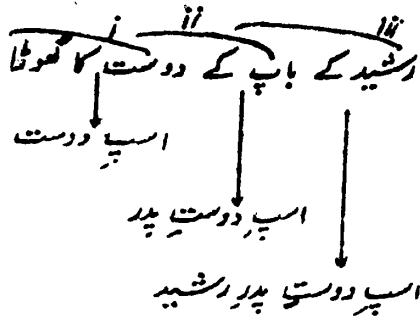 i ii iii
رشید کے باپ کے دوست کا گھوڑا
اسپِ دوست
اسپِ دوستِ پدر
اسپِ دوستِ پدرِ رشید